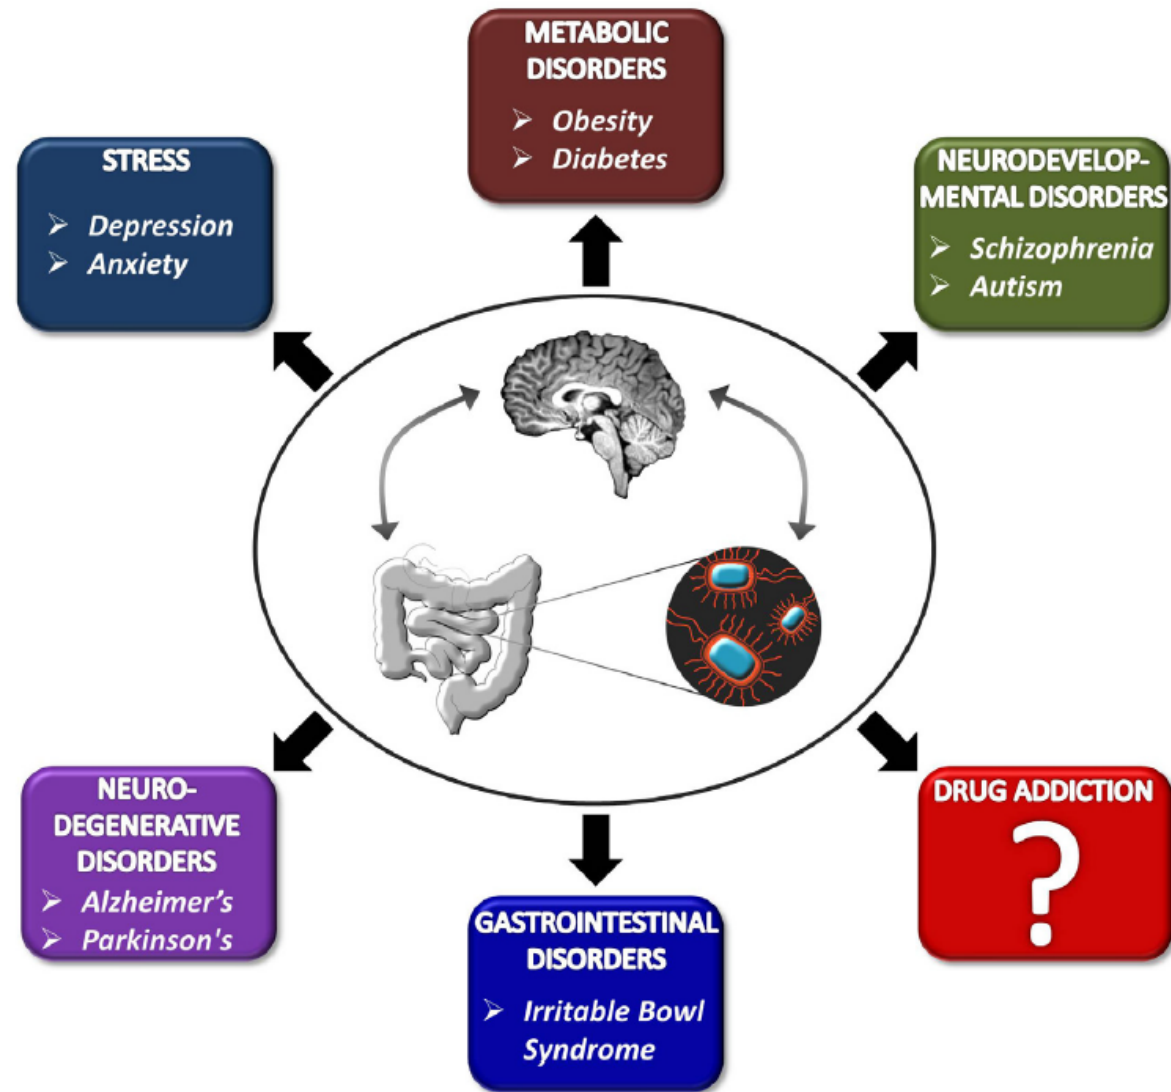 METABOLIC
DISORDERS
➢ Obesity
➢ Diabetes
STRESS
➢ Depression
➢ Anxiety
NEURODEVELOP-
MENTAL DISORDERS
➢ Schizophrenia
➢ Autism
NEURO-
DEGENERATIVE
DISORDERS
➢ Alzheimer’s
➢ Parkinson's
GASTROINTESTINAL
DISORDERS
➢ Irritable Bowl
Syndrome
DRUG ADDICTION
?